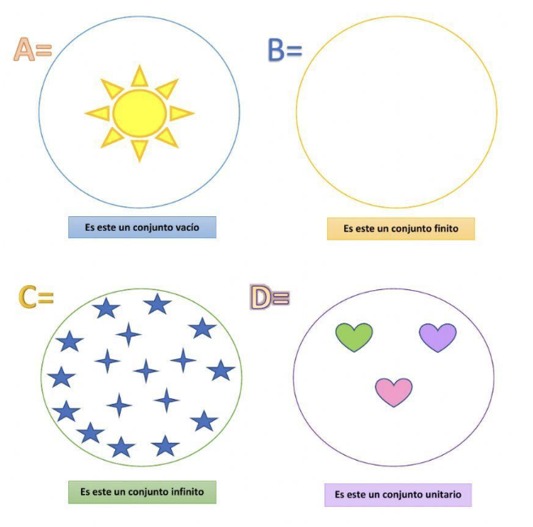 A=
B=
Es este un conjunto vacío
Es este un conjunto finito
C=
D=
Es este un conjunto infinito
Es este un conjunto unitario